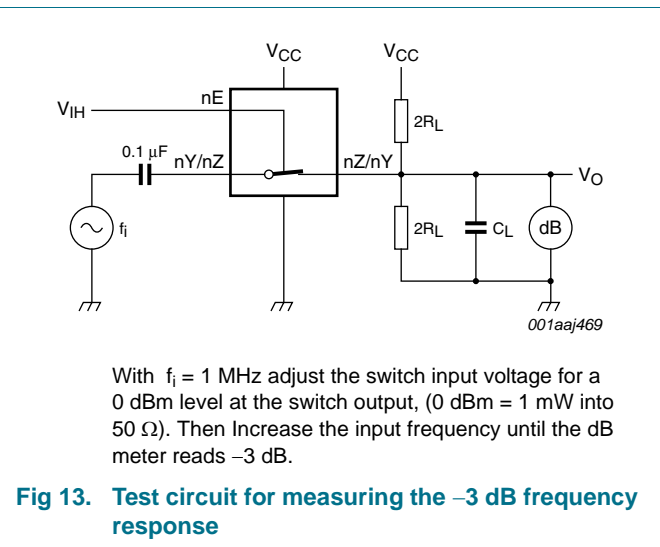 VCC VCC
nE
VIH
2RL
0.1 μF nY/nZ nZ/nY
VO
fi 2RL CL dB
001aaj469
With fi = 1 MHz adjust the switch input voltage for a
0 dBm level at the switch output, (0 dBm = 1 mW into
50 Ω). Then Increase the input frequency until the dB
meter reads −3 dB.
Fig 13. Test circuit for measuring the −3 dB frequency
response